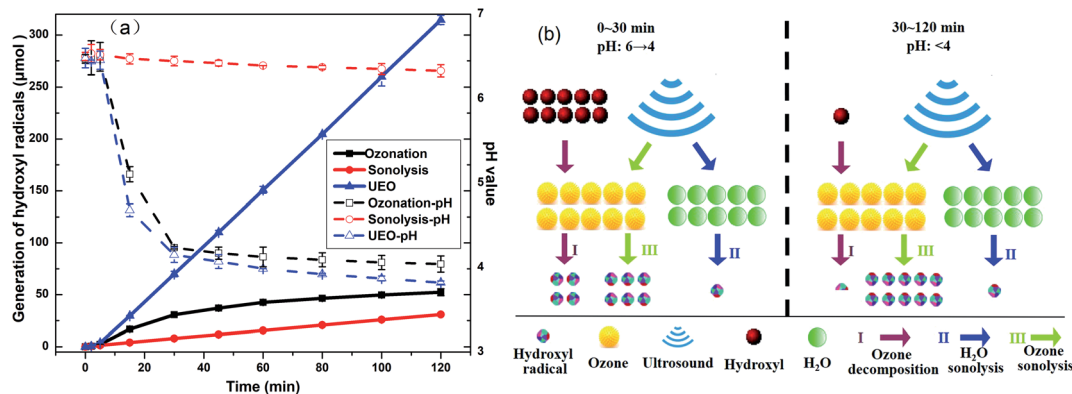 (a)
Generation of hydroxyl radicals (μmol)
300
250
200
150
100
50
0
0
20
40
60
80
100
120
Time (min)
7
6
5
4
3
pH value
Ozonation
Sonolysis
UEO
Ozonation-pH
Sonolysis-pH
UEO-pH
(b)
0~30 min
pH: 6→4
I
III
II
30~120 min
pH: <4
I
III
II
Hydroxyl
radical
Ozone
Ultrasound
Hydroxyl
H₂O
I
Ozone
decomposition
II
H₂O
sonolysis
III
Ozone
sonolysis